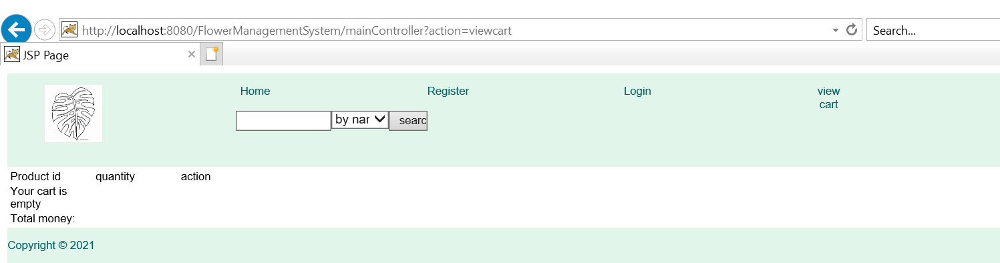 http://localhost:8080/FlowerManagementSystem/mainController?action=viewcart
Search...
JSP Page
Home Register Login view
cart
by nar searc
Product id quantity action
Your cart is
empty
Total money:
Copyright © 2021